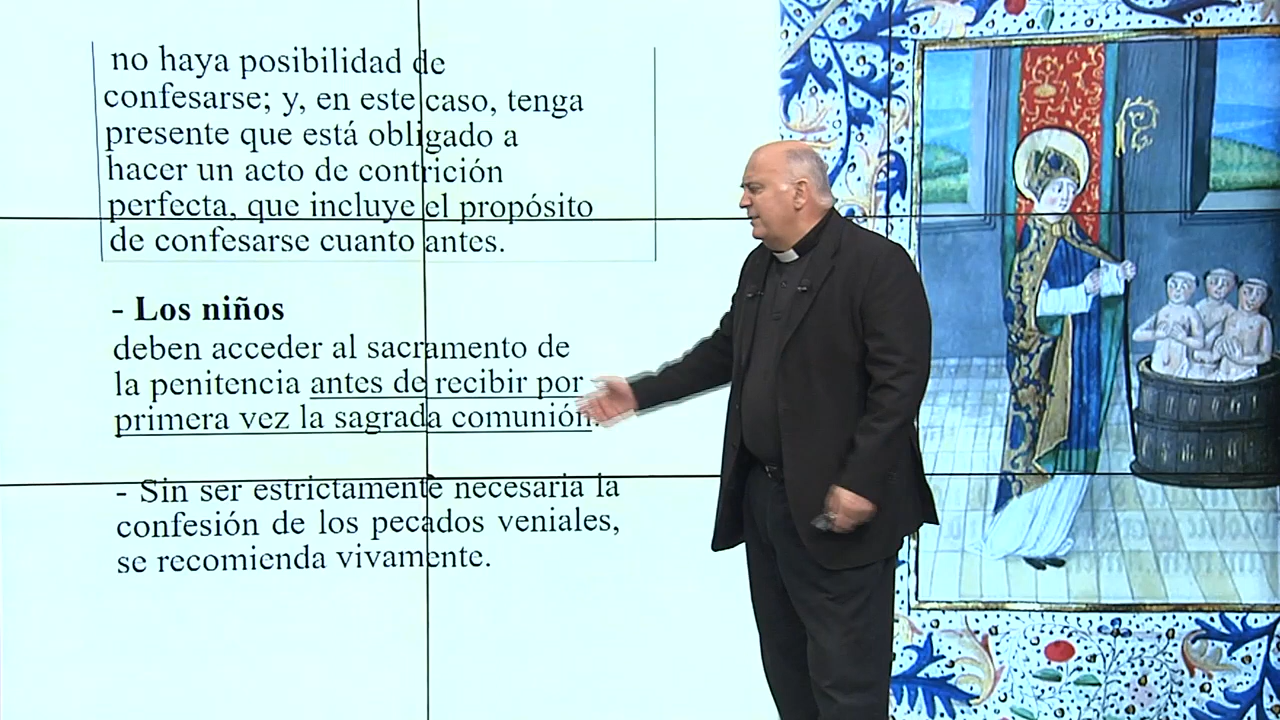 no haya posibilidad de
confesarse; y, en este caso, tenga
presente que está obligado a
hacer un acto de contrición
perfecta, que incluye el propósito
de confesarse cuanto antes.
- Los niños
deben acceder al sacramento de
la penitencia antes de recibir por
primera vez la sagrada comunión.
- Sin ser estrictamente necesaria la
confesión de los pecados veniales,
se recomienda vivamente.